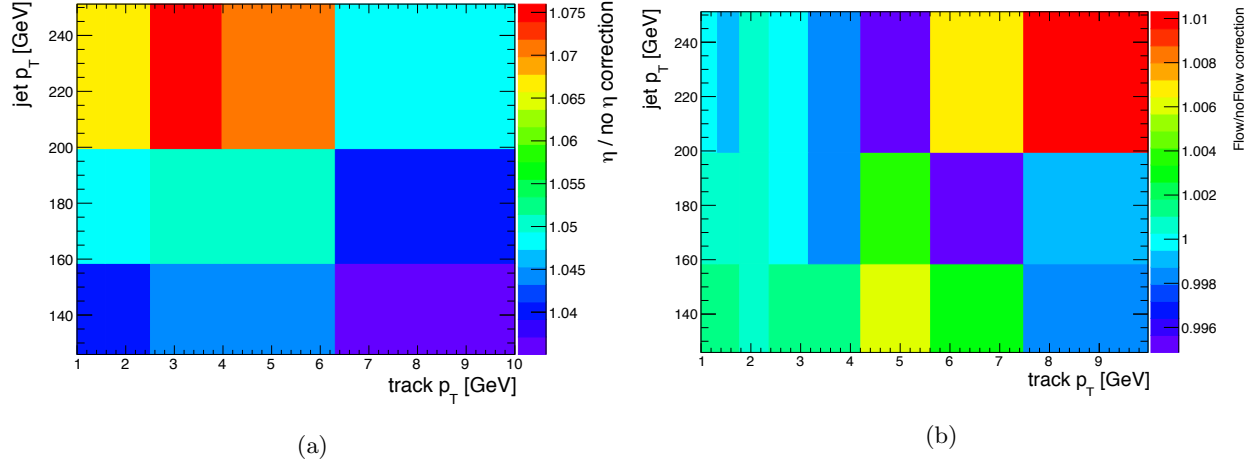 jet p_T [GeV]
240
220
200
180
160
140
1 2 3 4 5 6 7 8 9 10
track p_T [GeV]
1.075
1.07
1.065
1.06
1.055
1.05
1.045
1.04
η / no η correction
(a)
jet p_T [GeV]
240
220
200
180
160
140
1 2 3 4 5 6 7 8 9
track p_T [GeV]
1.01
1.008
1.006
1.004
1.002
1
0.998
0.996
Flow/noFlow correction
(b)